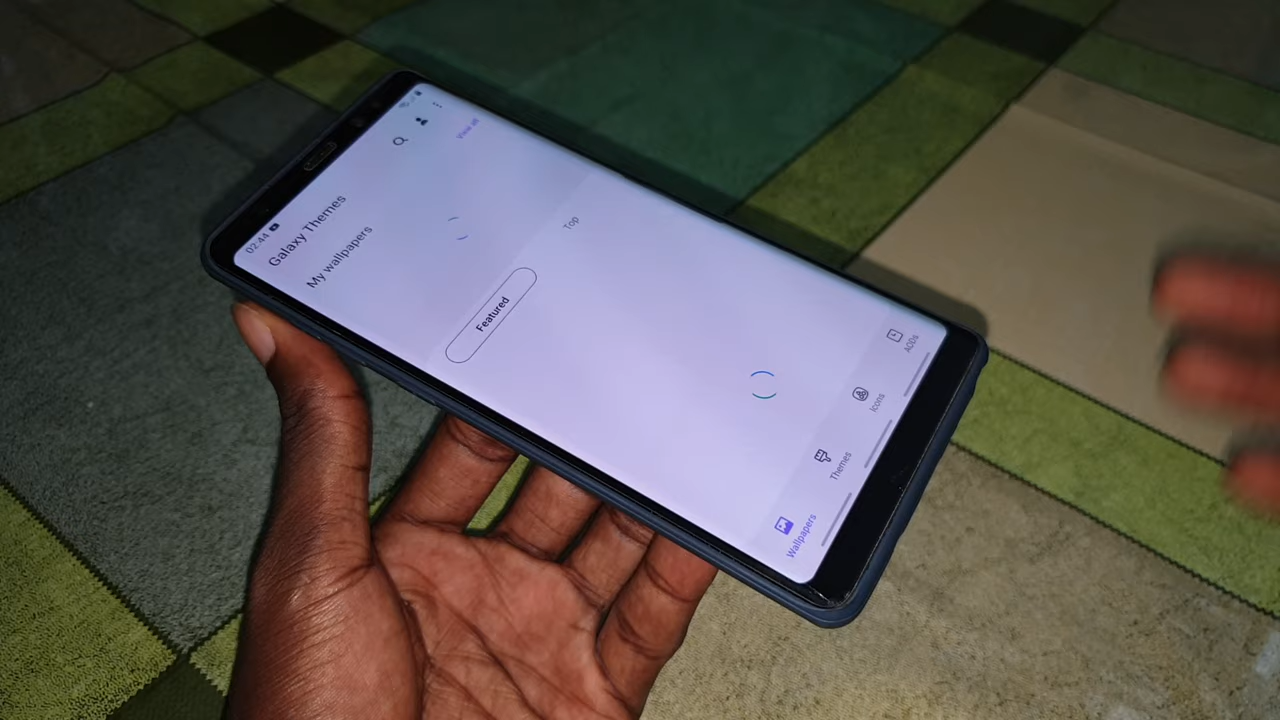 02:44
Galaxy Themes
My wallpapers
View all
Featured
Top
Wallpapers
Themes
Icons
AODs